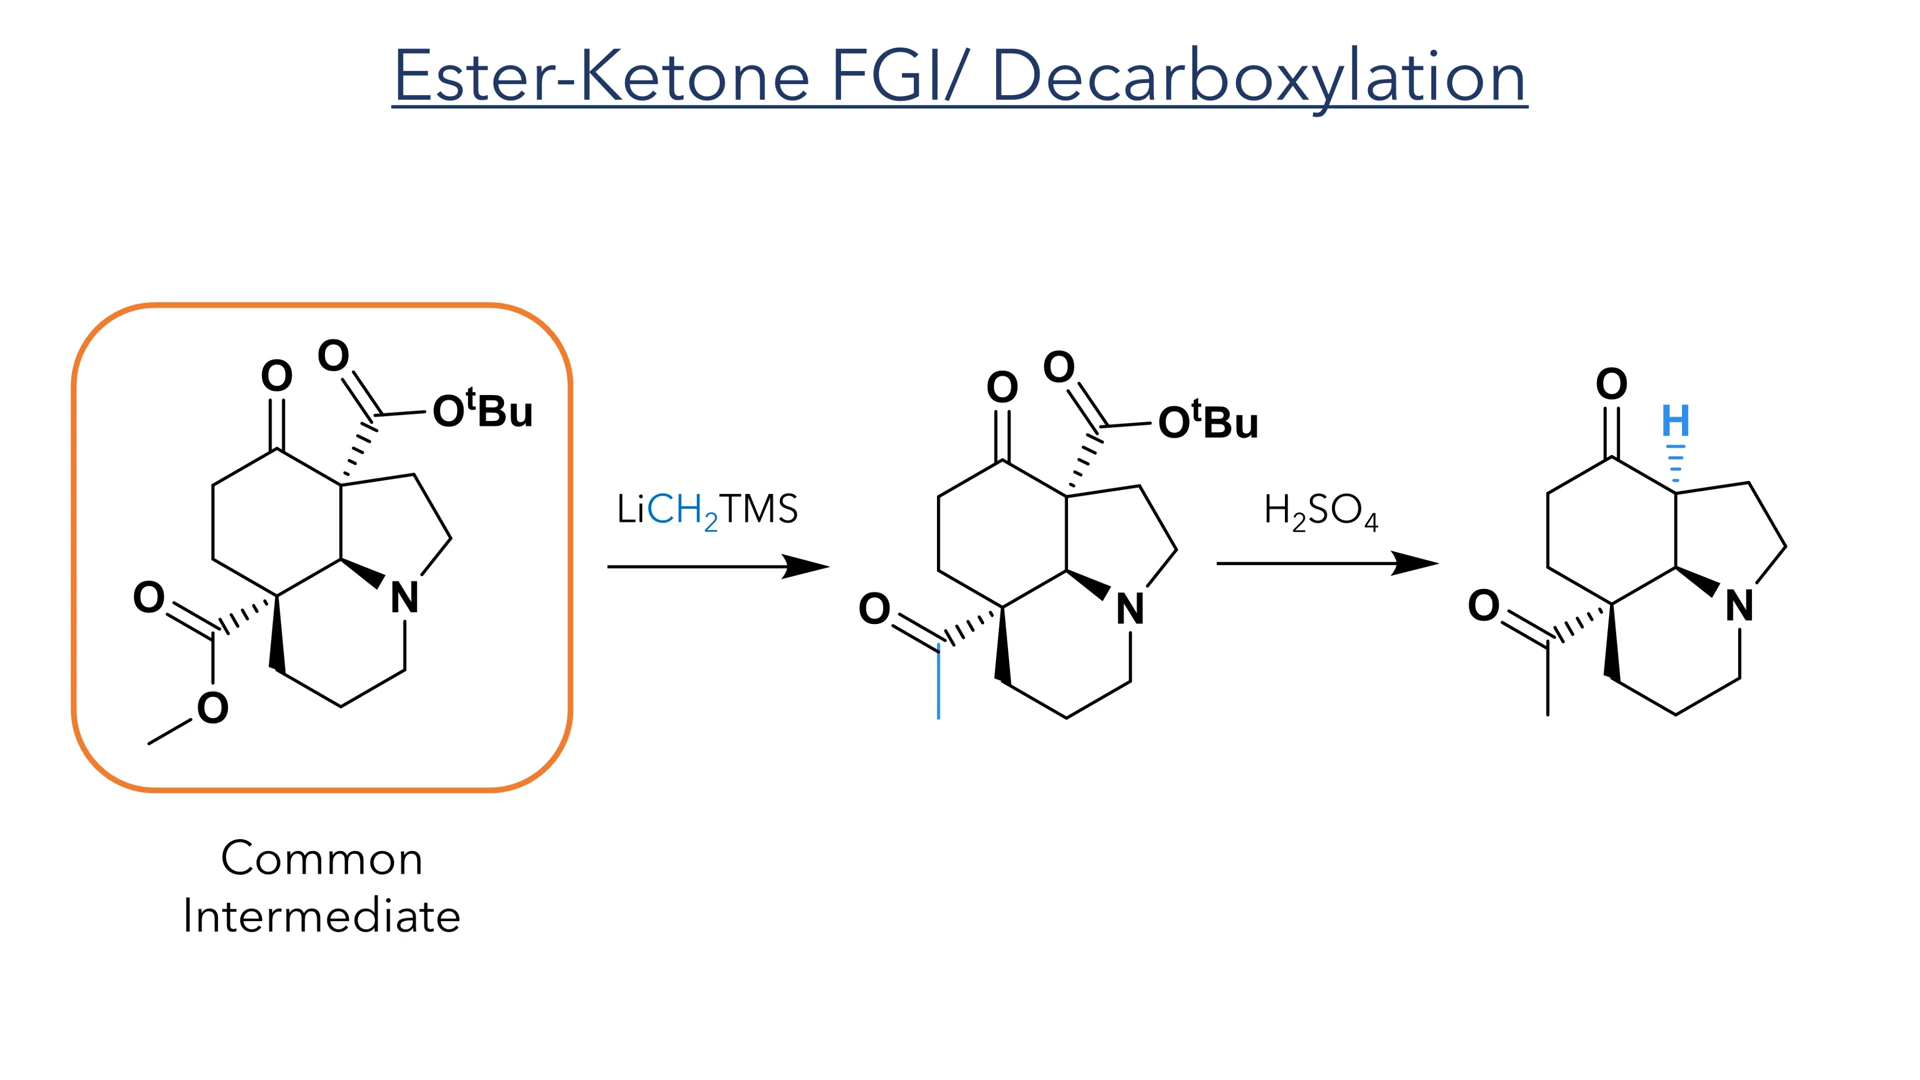 Ester-Ketone FGI/ Decarboxylation
O
O
OᵗBu
O
N
O
LiCH₂TMS
O
O
OᵗBu
O
N
H₂SO₄
O
H
O
N
Common
Intermediate